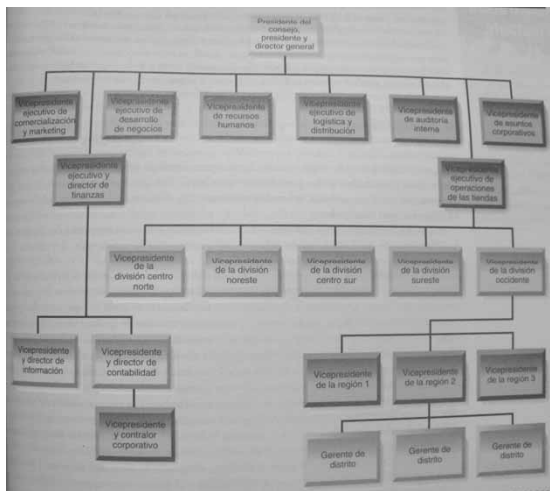 Presidente del
consejo,
presidente y
director general
Vicepresidente
ejecutivo de
comercialización
y marketing
Vicepresidente
ejecutivo de
desarrollo
de negocios
Vicepresidente
de recursos
humanos
Vicepresidente
ejecutivo de
logística y
distribución
Vicepresidente
de auditoría
interna
Vicepresidente
de asuntos
corporativos
Vicepresidente
ejecutivo y
director de
finanzas
Vicepresidente
ejecutivo de
operaciones
de las tiendas
Vicepresidente
de la
división centro
norte
Vicepresidente
de la división
noreste
Vicepresidente
de la división
centro sur
Vicepresidente
de la división
sureste
Vicepresidente
de la división
occidente
Vicepresidente
y director de
información
Vicepresidente
y director de
contabilidad
Vicepresidente
de la región 1
Vicepresidente
de la región 2
Vicepresidente
de la región 3
Vicepresidente
y contralor
corporativo
Gerente de
distrito
Gerente de
distrito
Gerente de
distrito